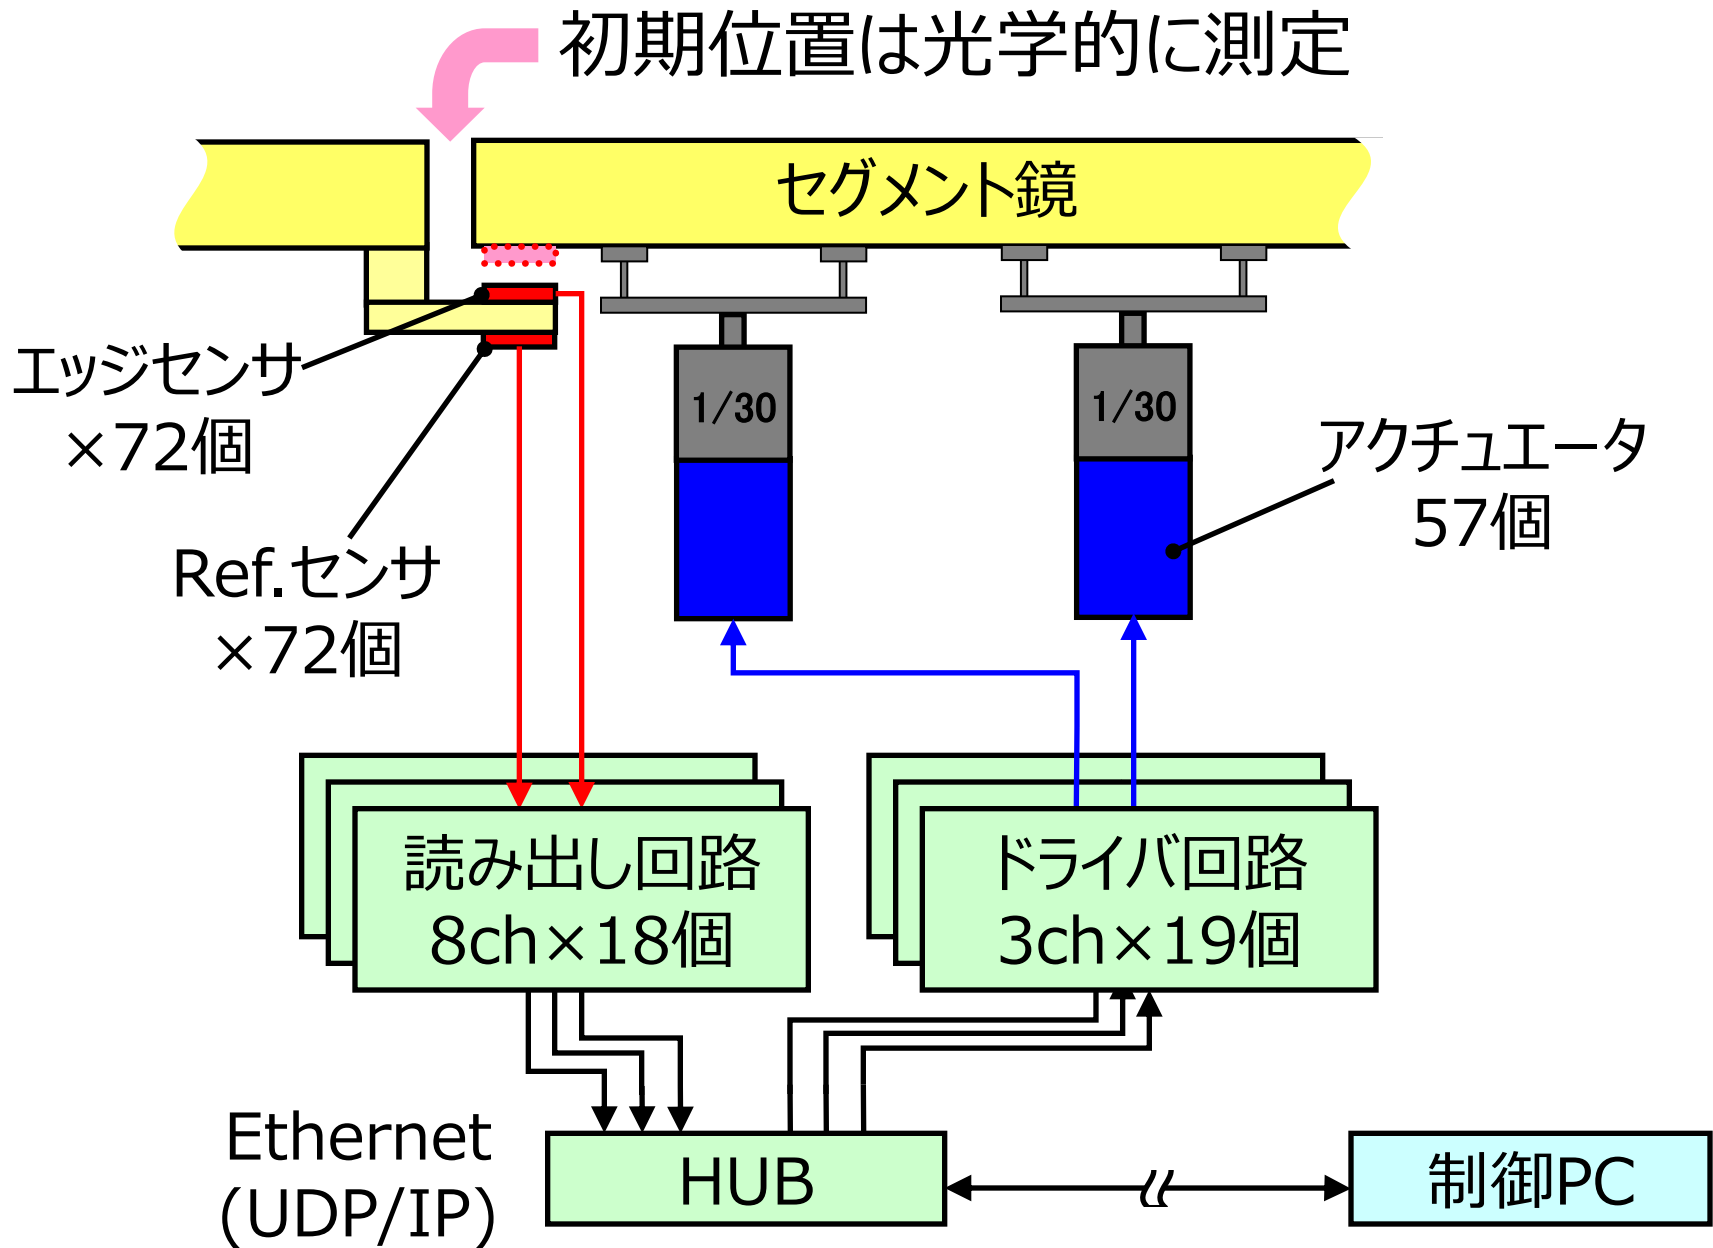 初期位置は光学的に測定
セグメント鏡
エッジセンサ
×72個
1/30
1/30
アクチュエータ
57個
Ref.センサ
×72個
読み出し回路
8ch×18個
ドライバ回路
3ch×19個
Ethernet
(UDP/IP)
HUB
制御PC